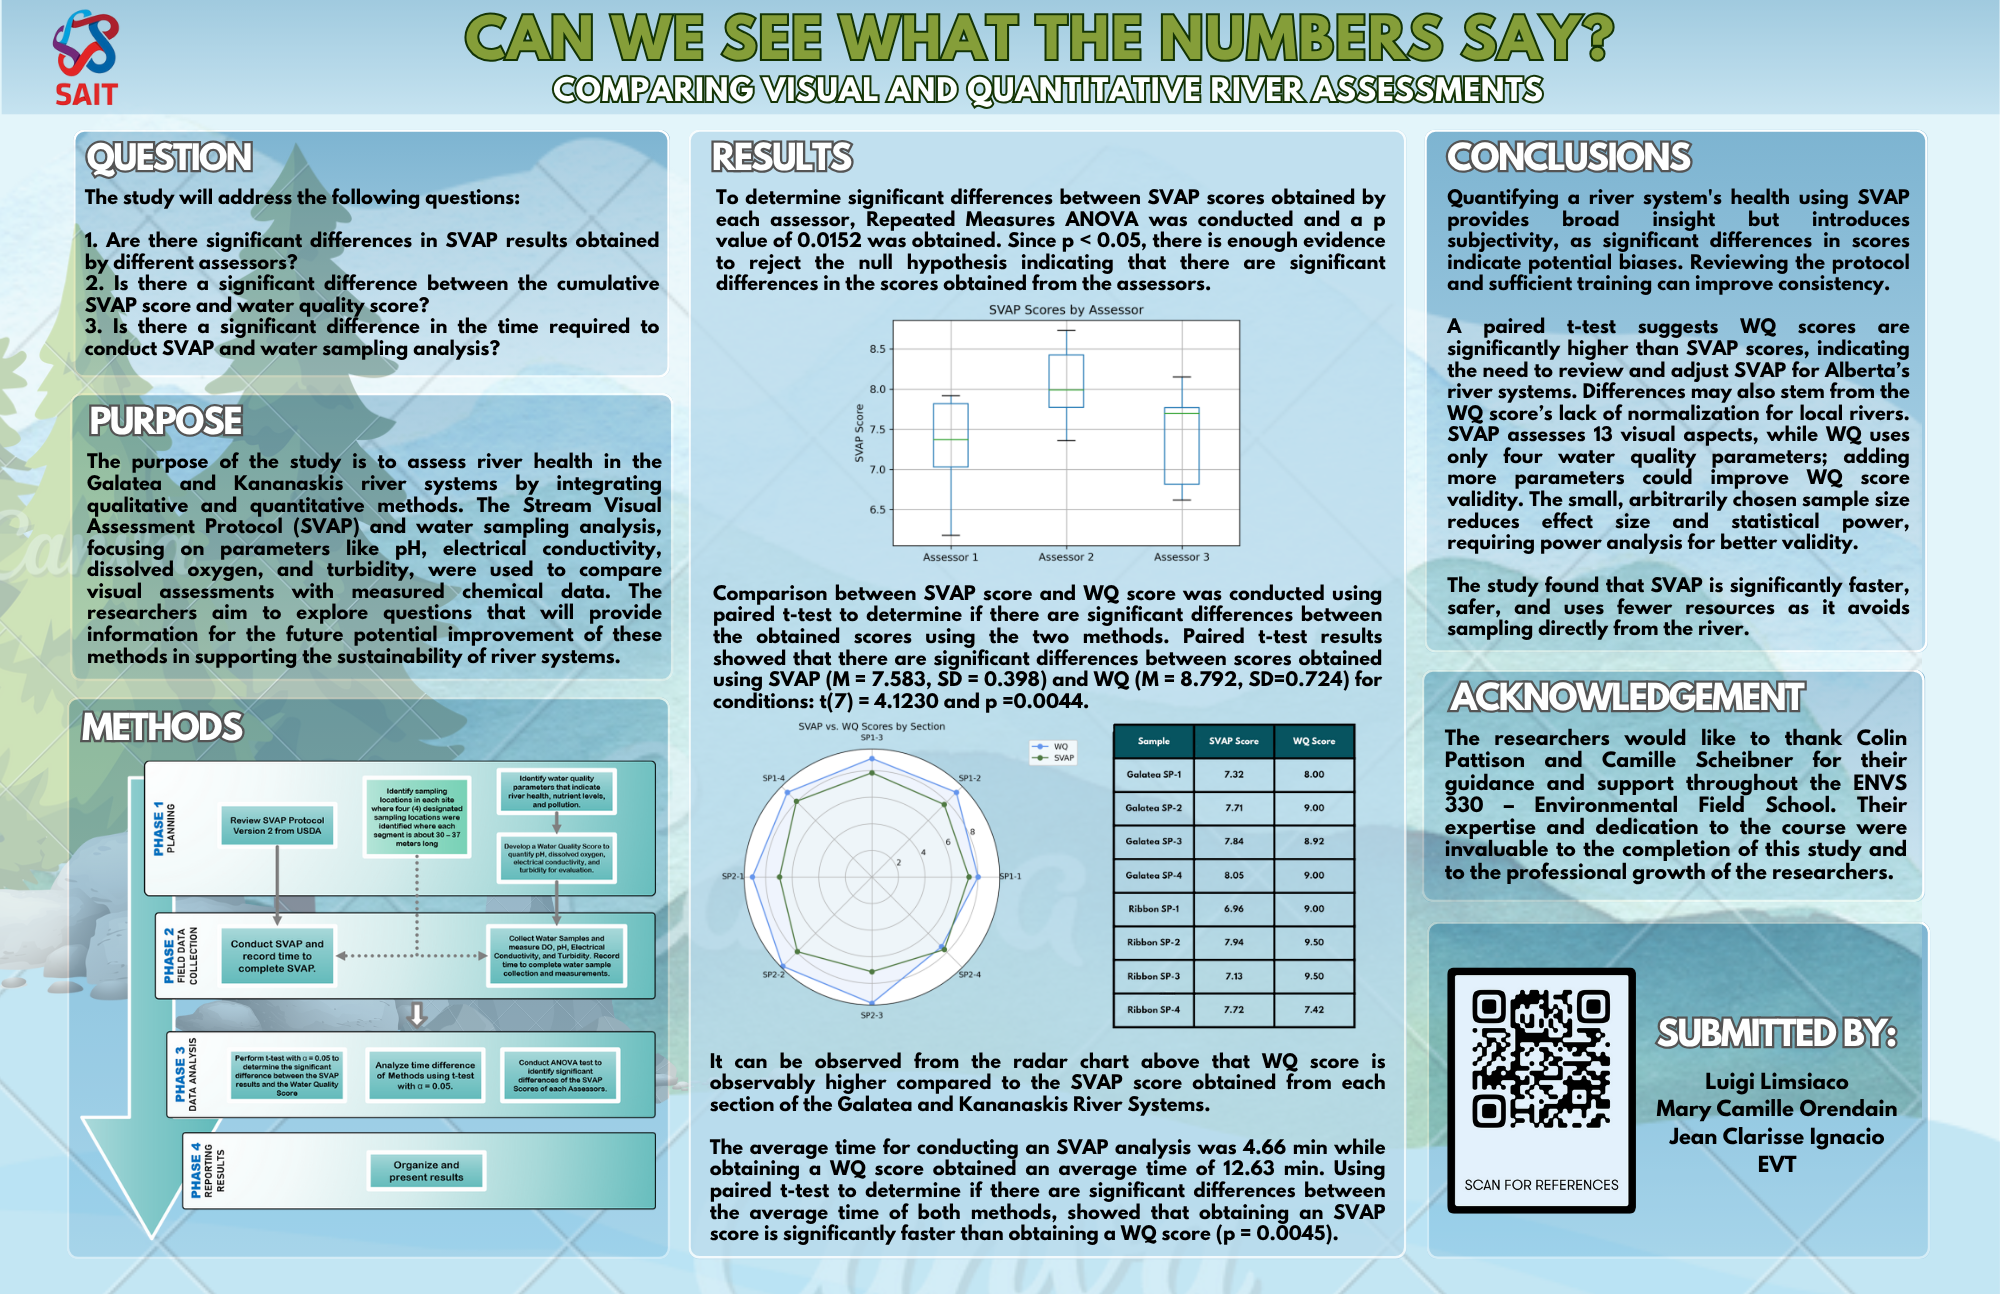 SAIT
CAN WE SEE WHAT THE NUMBERS SAY?
COMPARING VISUAL AND QUANTITATIVE RIVER ASSESSMENTS
QUESTION
The study will address the following questions:
1. Are there significant differences in SVAP results obtained
by different assessors?
2. Is there a significant difference between the cumulative
SVAP score and water quality score?
3. Is there a significant difference in the time required to
conduct SVAP and water sampling analysis?
PURPOSE
The purpose of the study is to assess river health in the
Galatea and Kananaskis river systems by integrating
qualitative and quantitative methods. The Stream Visual
Assessment Protocol (SVAP) and water sampling analysis,
focusing on parameters like pH, electrical conductivity,
dissolved oxygen, and turbidity, were used to compare
visual assessments with measured chemical data. The
researchers aim to explore questions that will provide
information for the future potential improvement of these
methods in supporting the sustainability of river systems.
METHODS
PHASE 1
PLANNING
Review SVAP Protocol
Version 2 from USDA
Identify sampling
locations in each site
where four (4) designated
sampling locations were
identified where each
segment is about 30 – 37
meters long
Identify water quality
parameters that indicate
river health, nutrient levels,
and pollution.
Develop a Water Quality Score to
quantify pH, dissolved oxygen,
electrical conductivity, and
turbidity for evaluation.
PHASE 2
FIELD DATA
COLLECTION
Conduct SVAP and
record time to
complete SVAP.
Collect Water Samples and
measure DO, pH, Electrical
Conductivity, and Turbidity. Record
time to complete water sample
collection and measurements.
PHASE 3
DATA ANALYSIS
Perform t-test with α = 0.05 to
determine the significant
difference between the SVAP
results and the Water Quality
Score
Analyze time difference
of Methods using t-test
with α = 0.05.
Conduct ANOVA test to
identify significant
differences of the SVAP
Scores of each Assessors.
PHASE 4
REPORTING
RESULTS
Organize and
present results
RESULTS
To determine significant differences between SVAP scores obtained by
each assessor, Repeated Measures ANOVA was conducted and a p
value of 0.0152 was obtained. Since p < 0.05, there is enough evidence
to reject the null hypothesis indicating that there are significant
differences in the scores obtained from the assessors.
SVAP Scores by Assessor
SVAP Score
8.5
8.0
7.5
7.0
6.5
Assessor 1 Assessor 2 Assessor 3
Comparison between SVAP score and WQ score was conducted using
paired t-test to determine if there are significant differences between
the obtained scores using the two methods. Paired t-test results
showed that there are significant differences between scores obtained
using SVAP (M = 7.583, SD = 0.398) and WQ (M = 8.792, SD=0.724) for
conditions: t(7) = 4.1230 and p =0.0044.
SVAP vs. WQ Scores by Section
WQ
SVAP
SP1-3
SP1-4
SP1-2
SP2-1
SP1-1
SP2-2
SP2-4
SP2-3
2
4
6
8
Sample SVAP Score WQ Score
Galatea SP-1 7.32 8.00
Galatea SP-2 7.71 9.00
Galatea SP-3 7.84 8.92
Galatea SP-4 8.05 9.00
Ribbon SP-1 6.96 9.00
Ribbon SP-2 7.94 9.50
Ribbon SP-3 7.13 9.50
Ribbon SP-4 7.72 7.42
It can be observed from the radar chart above that WQ score is
observably higher compared to the SVAP score obtained from each
section of the Galatea and Kananaskis River Systems.
The average time for conducting an SVAP analysis was 4.66 min while
obtaining a WQ score obtained an average time of 12.63 min. Using
paired t-test to determine if there are significant differences between
the average time of both methods, showed that obtaining an SVAP
score is significantly faster than obtaining a WQ score (p = 0.0045).
CONCLUSIONS
Quantifying a river system's health using SVAP
provides broad insight but introduces
subjectivity, as significant differences in scores
indicate potential biases. Reviewing the protocol
and sufficient training can improve consistency.
A paired t-test suggests WQ scores are
significantly higher than SVAP scores, indicating
the need to review and adjust SVAP for Alberta's
river systems. Differences may also stem from the
WQ score's lack of normalization for local rivers.
SVAP assesses 13 visual aspects, while WQ uses
only four water quality parameters; adding
more parameters could improve WQ score
validity. The small, arbitrarily chosen sample size
reduces effect size and statistical power,
requiring power analysis for better validity.
The study found that SVAP is significantly faster,
safer, and uses fewer resources as it avoids
sampling directly from the river.
ACKNOWLEDGEMENT
The researchers would like to thank Colin
Pattison and Camille Scheibner for their
guidance and support throughout the ENVS
330 – Environmental Field School. Their
expertise and dedication to the course were
invaluable to the completion of this study and
to the professional growth of the researchers.
SCAN FOR REFERENCES
SUBMITTED BY:
Luigi Limsiaco
Mary Camille Orendain
Jean Clarisse Ignacio
EVT
Canva
Canva
Canva